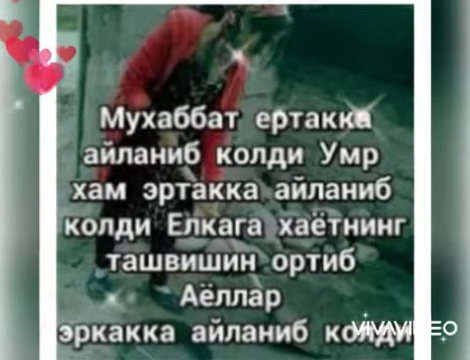 Мухаббат ертакка
айланиб колди Умр
хам эртакка айланиб
колди Елкага хаётнинг
ташвишин ортиб
Аёллар
эркакка айланиб колди
VIVAVIDEO